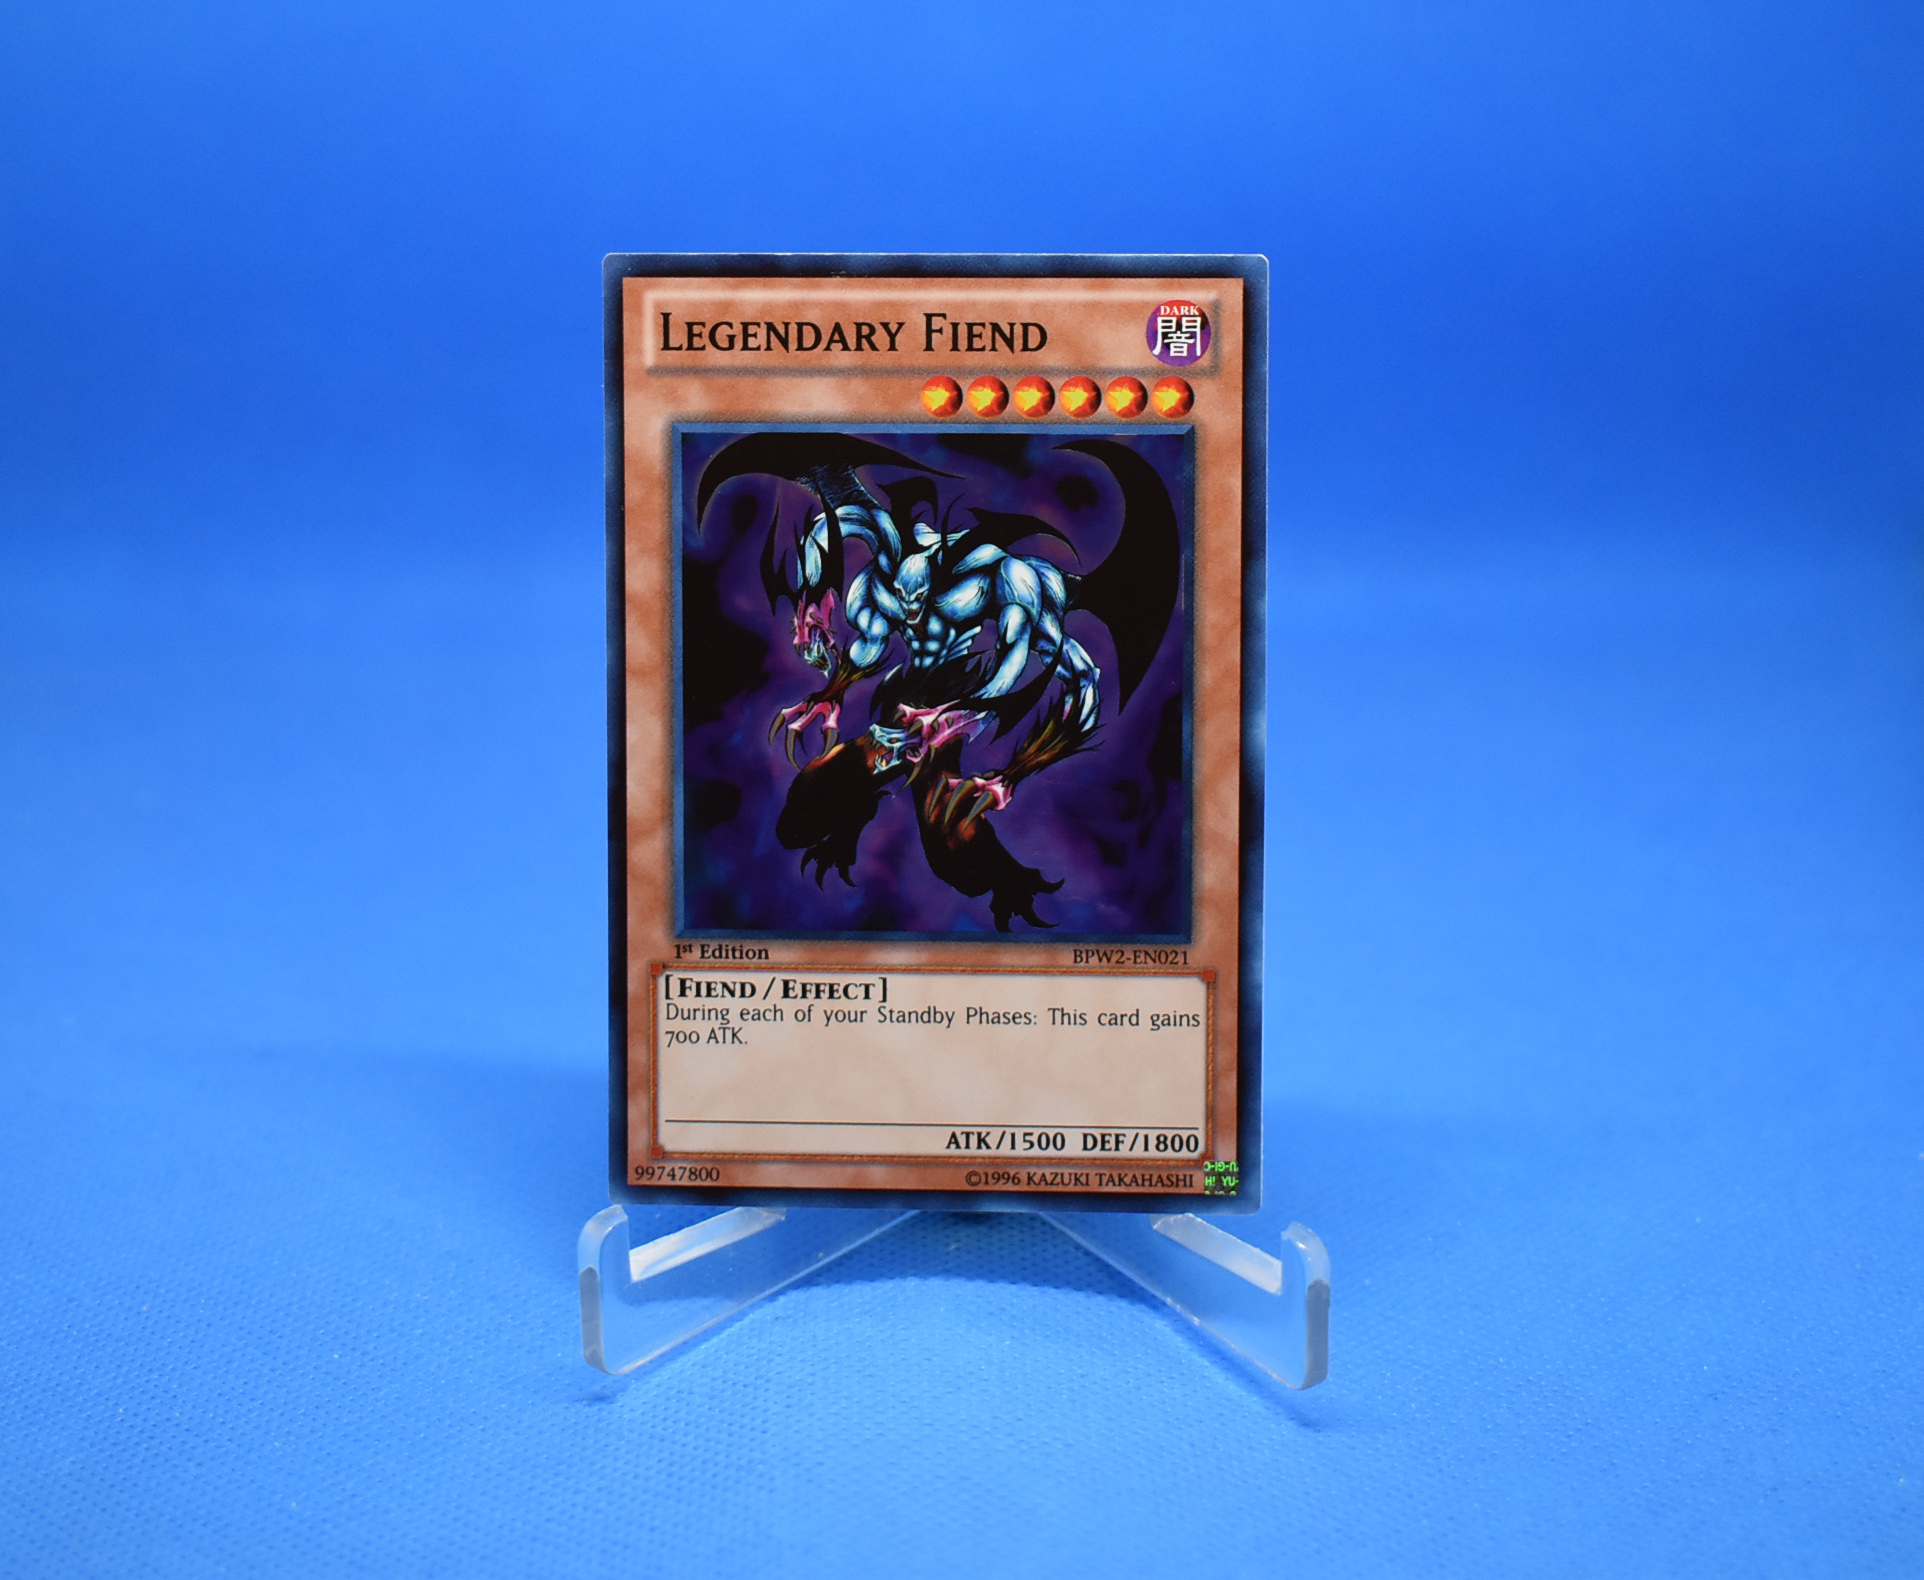 Legendary Fiend
DARK
闇
1st Edition
BPW2-EN021
[Fiend / Effect]
During each of your Standby Phases: This card gains
700 ATK.
ATK/1500 DEF/1800
99747800
©1996 KAZUKI TAKAHASHI